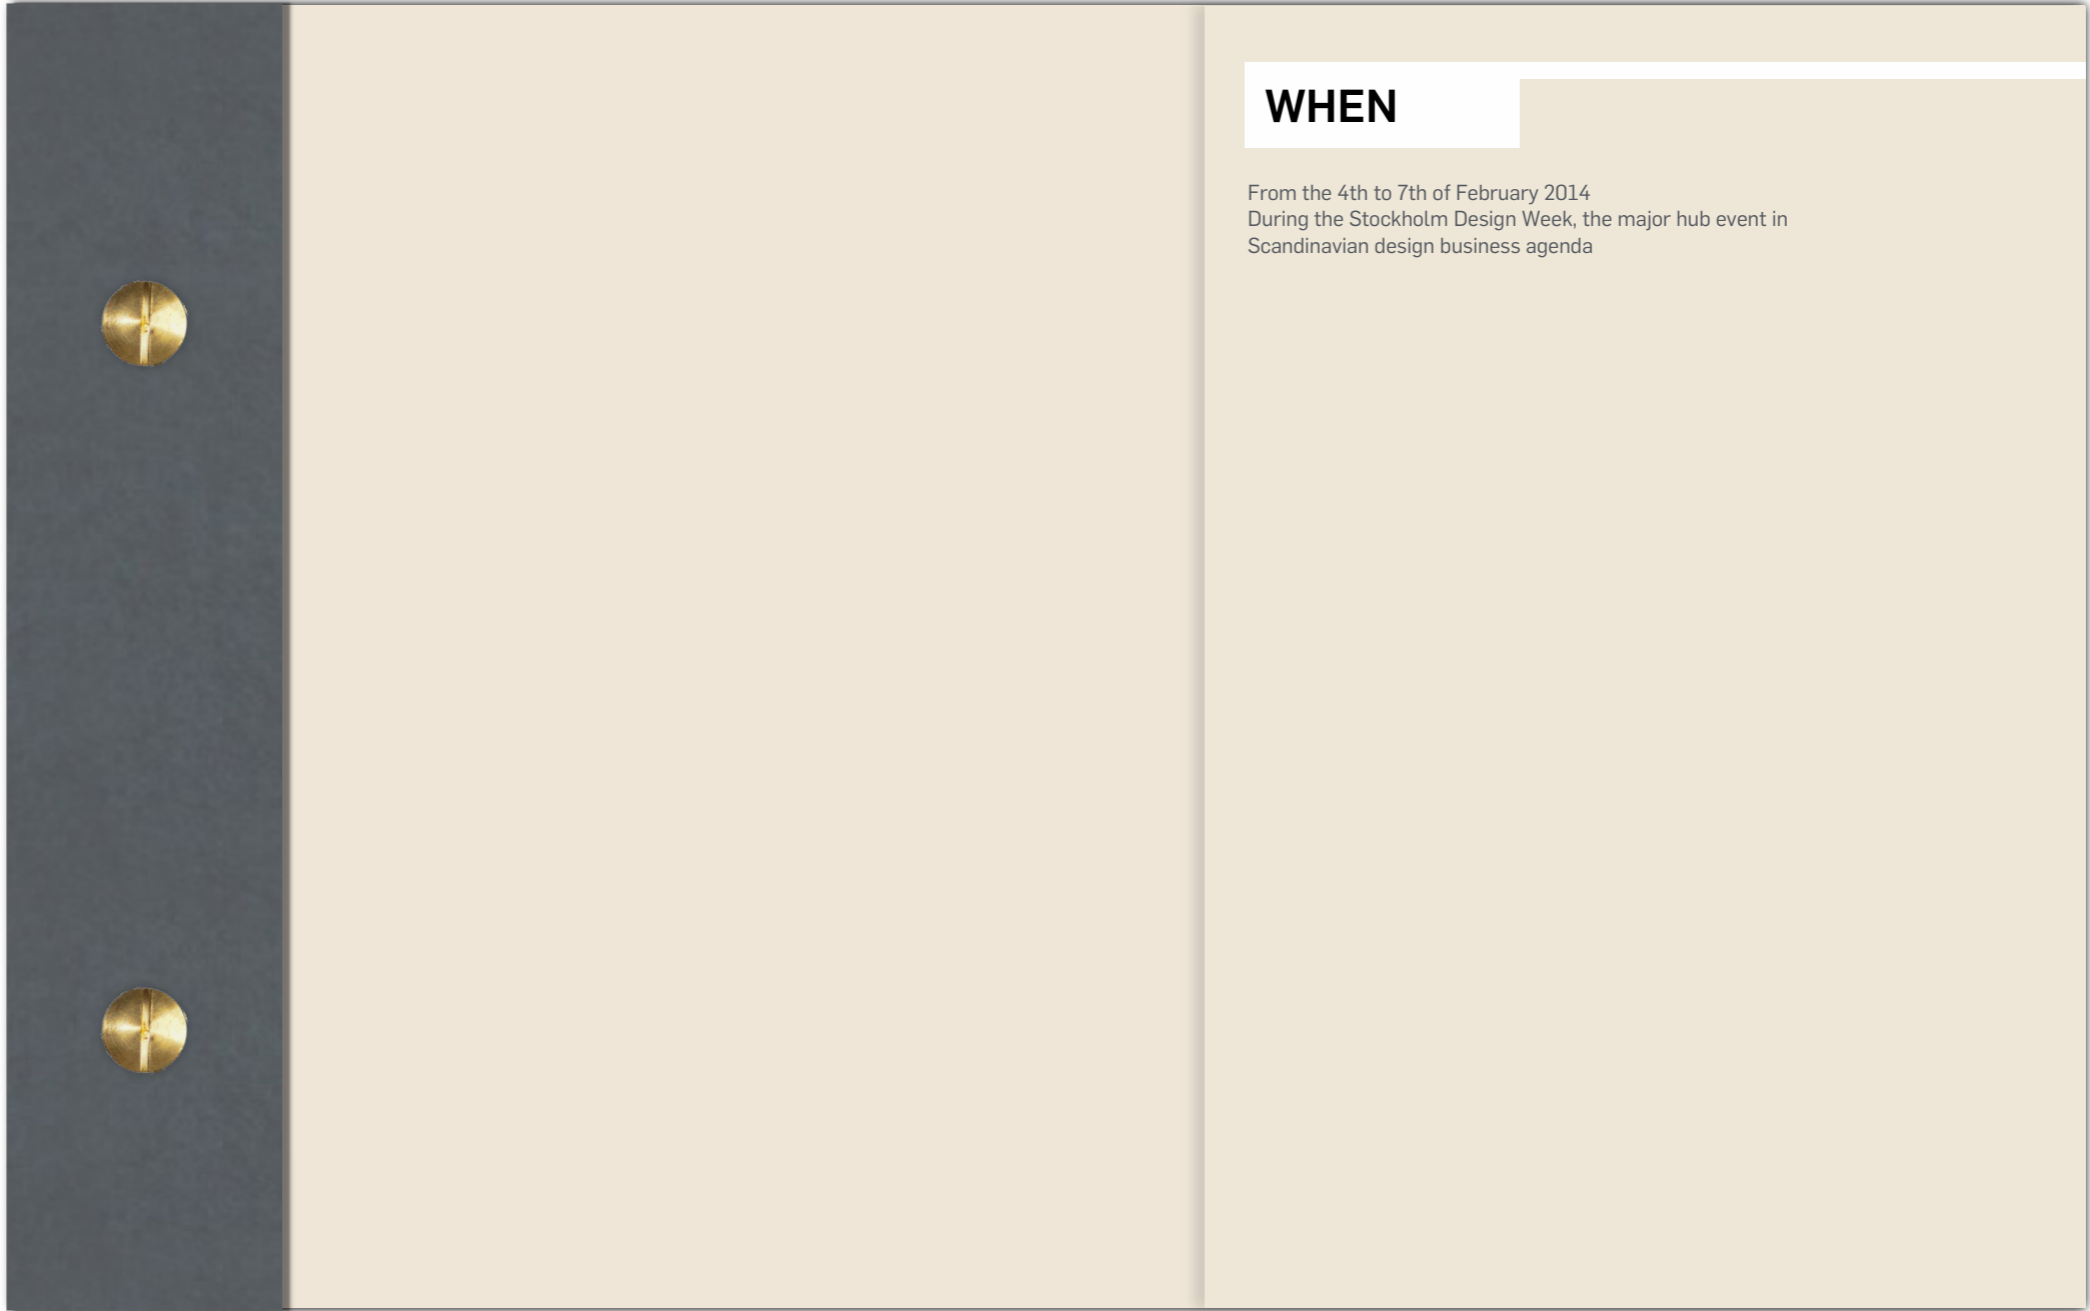 WHEN
From the 4th to 7th of February 2014
During the Stockholm Design Week, the major hub event in
Scandinavian design business agenda